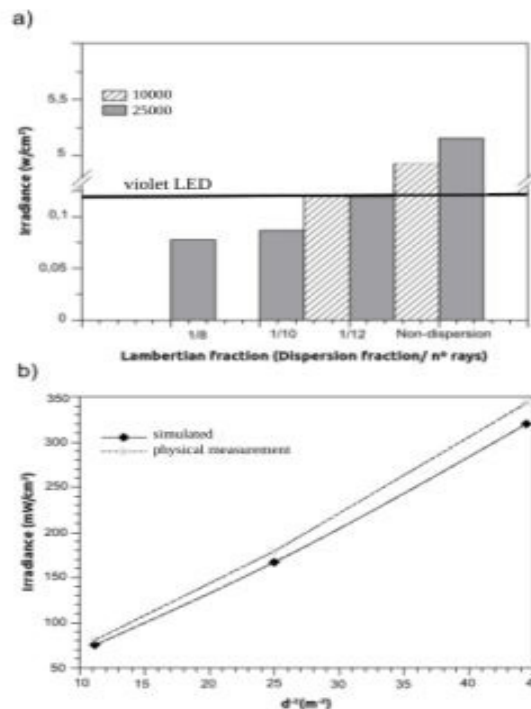 a)
Irradiance (w/cm²)
5,5
5
0,1
0,05
0
10000
25000
violet LED
1/8 1/10 1/12 Non-dispersion
Lambertian fraction (Dispersion fraction/ nº rays)
b)
Irradiance (mW/cm²)
350
300
250
200
150
100
50
simulated
physical measurement
10 15 20 25 30 35 40 4
d⁻²(m⁻²)